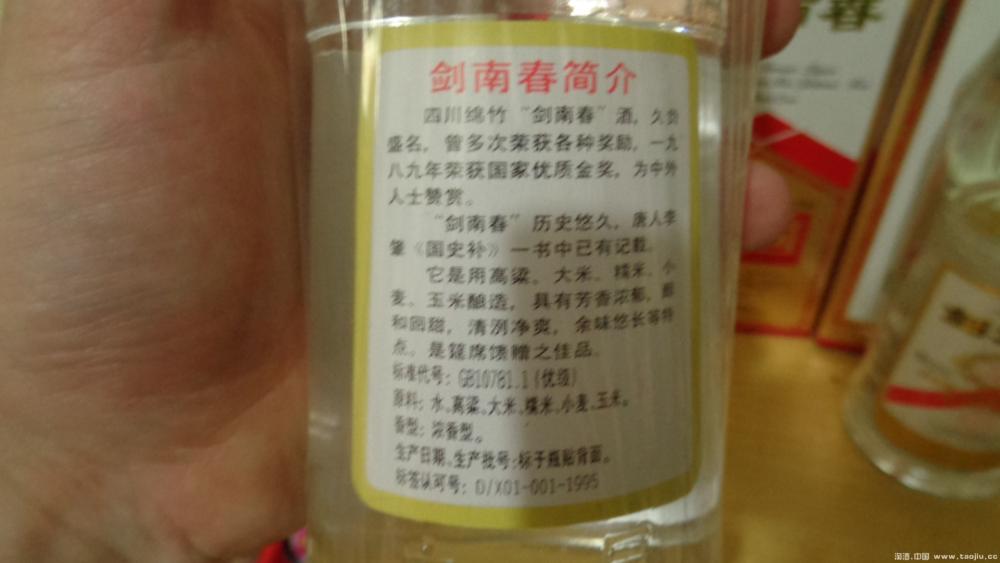 剑南春简介
四川绵竹“剑南春”酒，久负
盛名，曾多次荣获各种奖励，一九
八九年荣获国家优质金奖，为中外
人士赞赏。
“剑南春”历史悠久，唐人李
肇《国史补》一书中已有记载。
它是用高粱、大米、糯米、小
麦、玉米酿造，具有芳香浓郁，醇
和回甜，清洌净爽，余味悠长等特
点。是筵席馈赠之佳品。
标准代号：GB10781.1（优级）
原料：水、高粱、大米、糯米、小麦、玉米。
香型：浓香型。
生产日期、生产批号：标于瓶贴背面。
标签认可号：D/X01-001-1995
春
淘酒.中国 www.taojiu.cc